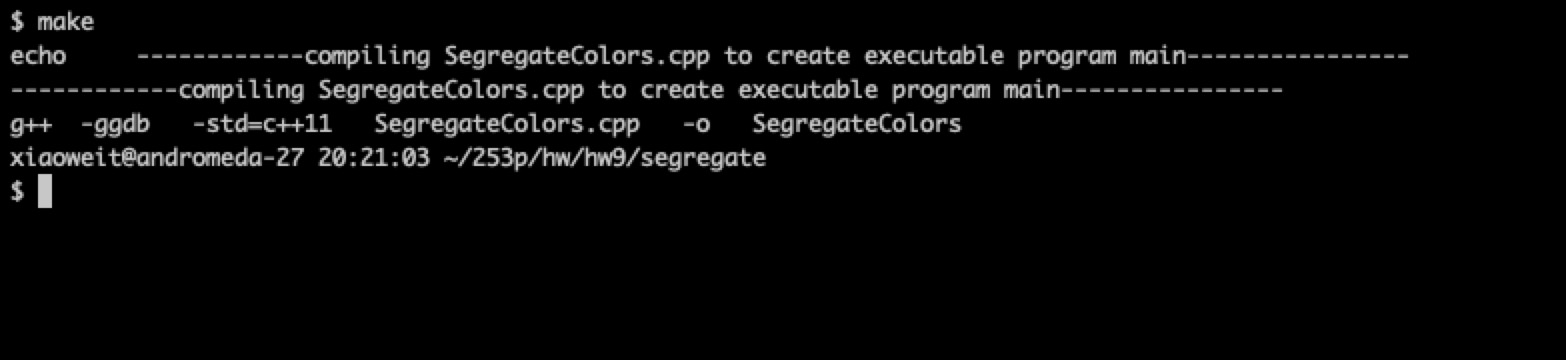 $ make
echo     ------------compiling SegregateColors.cpp to create executable program main----------------
------------compiling SegregateColors.cpp to create executable program main----------------
g++  -ggdb   -std=c++11   SegregateColors.cpp   -o   SegregateColors
xiaoweit@andromeda-27 20:21:03 ~/253p/hw/hw9/segregate
$